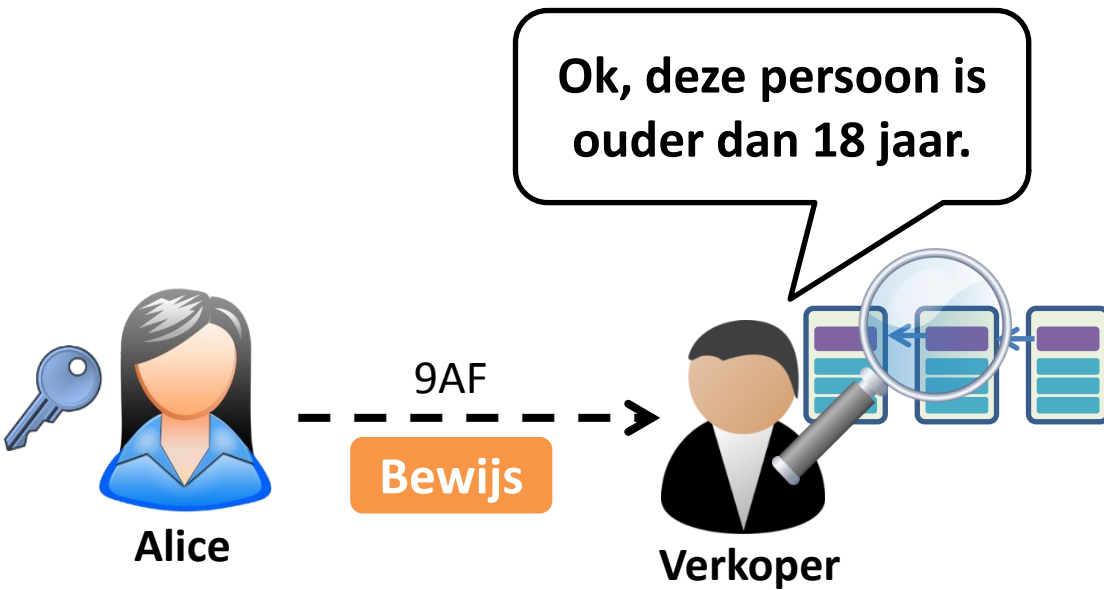 Ok, deze persoon is
ouder dan 18 jaar.
9AF
Bewijs
Alice
Verkoper